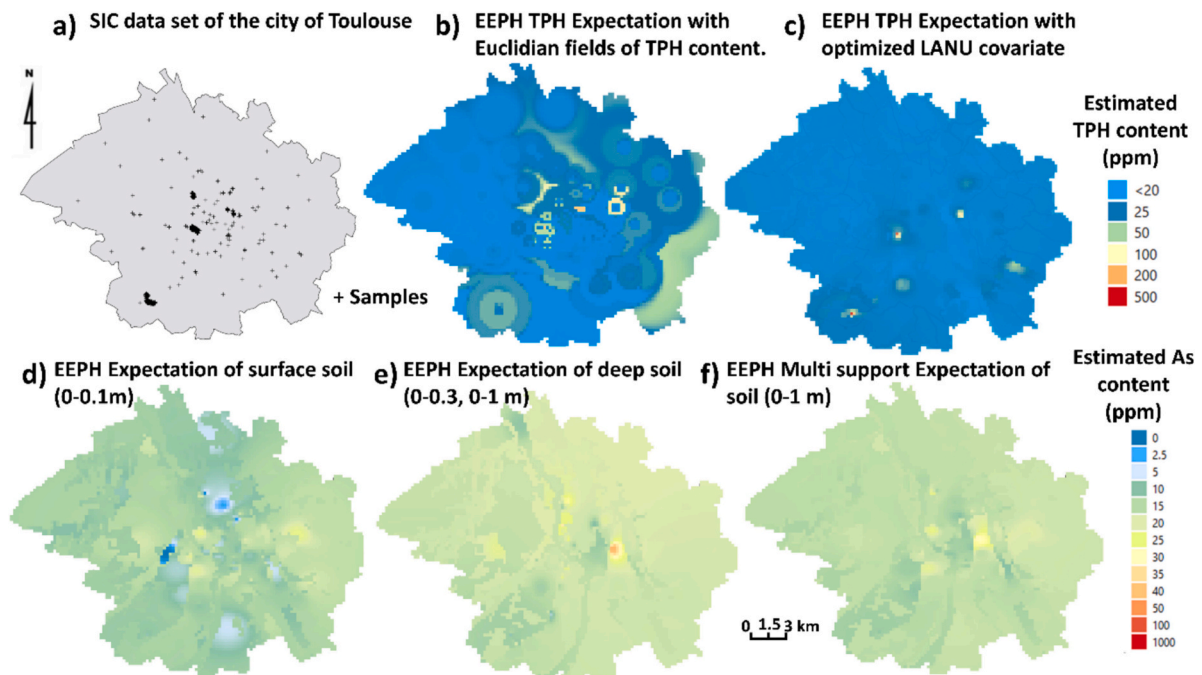 a) SIC data set of the city of Toulouse
b) EEPH TPH Expectation with
Euclidian fields of TPH content.
c) EEPH TPH Expectation with
optimized LANU covariate
N
+ Samples
Estimated
TPH content
(ppm)
<20
25
50
100
200
500
d) EEPH Expectation of surface soil
(0-0.1m)
e) EEPH Expectation of deep soil
(0-0.3, 0-1 m)
f) EEPH Multi support Expectation of
soil (0-1 m)
Estimated As
content
(ppm)
0
2.5
5
10
15
20
25
30
35
40
50
100
1000
0 1.5 3 km